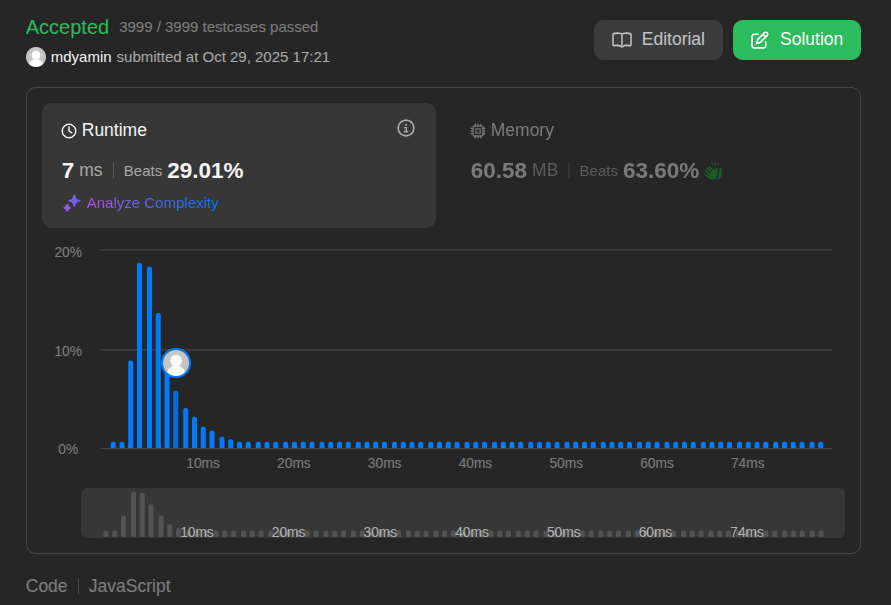 Accepted 3999 / 3999 testcases passed
Editorial
Solution
mdyamin submitted at Oct 29, 2025 17:21
Runtime
Memory
7 ms | Beats 29.01%
60.58 MB | Beats 63.60%
Analyze Complexity
20%
10%
0%
10ms 20ms 30ms 40ms 50ms 60ms 74ms
10ms 20ms 30ms 40ms 50ms 60ms 74ms
Code | JavaScript